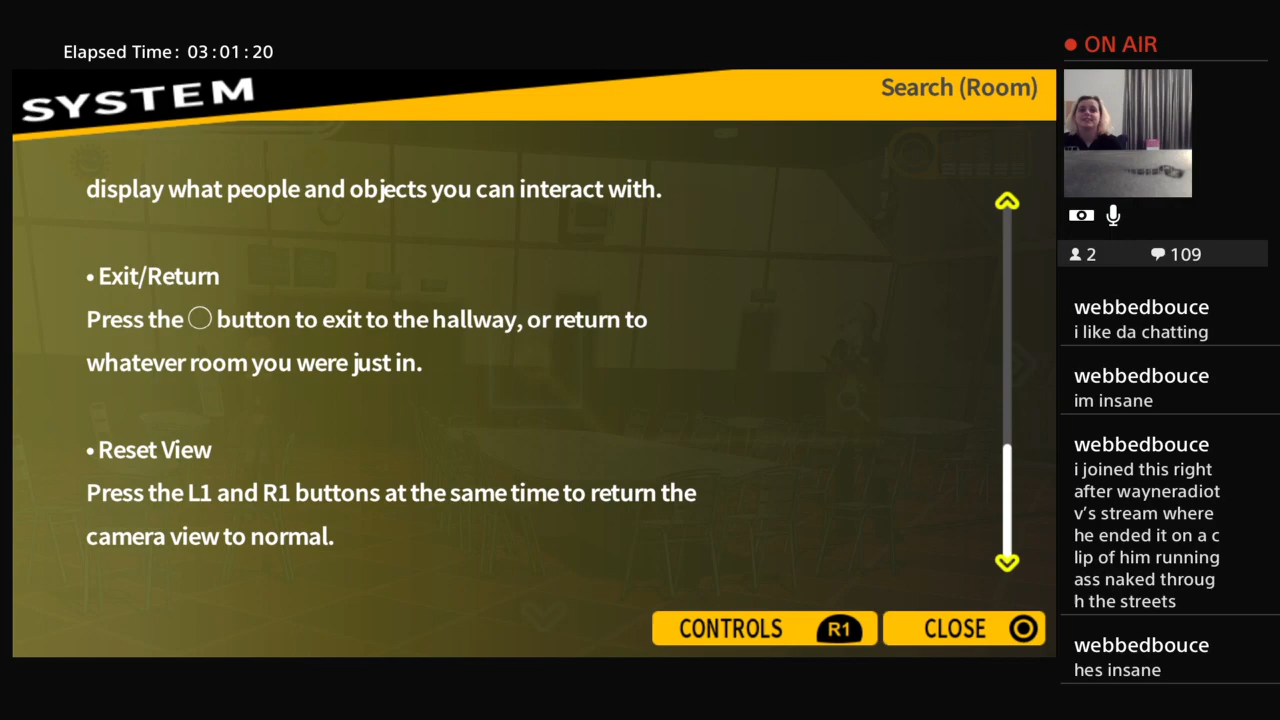 Elapsed Time: 03:01:20
SYSTEM
Search (Room)
display what people and objects you can interact with.
• Exit/Return
Press the ◯ button to exit to the hallway, or return to
whatever room you were just in.
• Reset View
Press the L1 and R1 buttons at the same time to return the
camera view to normal.
CONTROLS R1
CLOSE
ON AIR
2 109
webbedbouce
i like da chatting
webbedbouce
im insane
webbedbouce
i joined this right
after wayneradiot
v's stream where
he ended it on a c
lip of him running
ass naked throug
h the streets
webbedbouce
hes insane